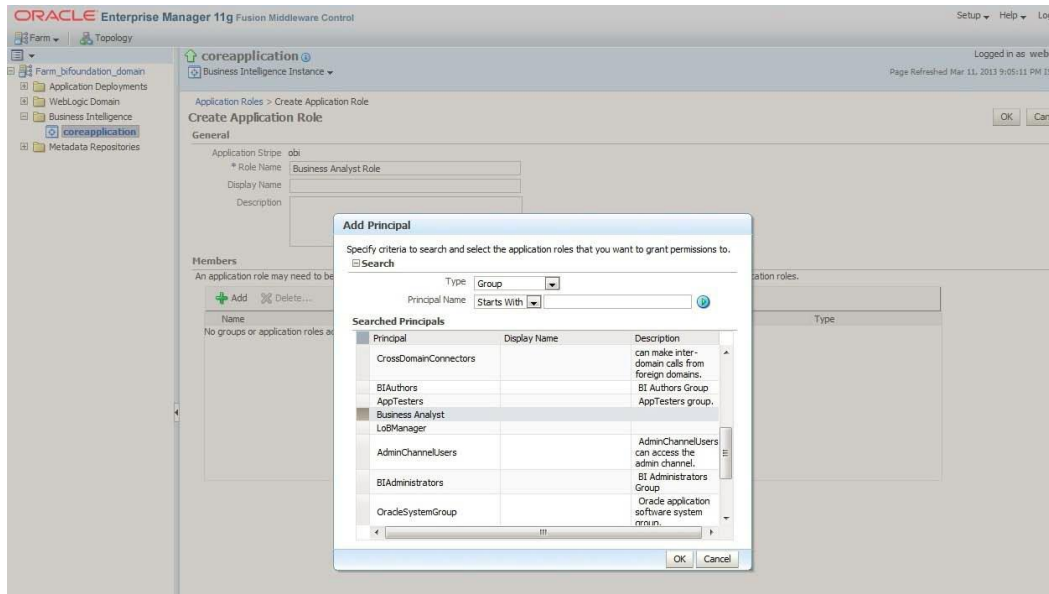 ORACLE Enterprise Manager 11g Fusion Middleware Control
Setup Help
Farm Topology
Farm_bifoundation_domain
Application Deployments
WebLogic Domain
Business Intelligence
coreapplication
Metadata Repositories
coreapplication
Business Intelligence Instance
Logged in as web
Page Refreshed Mar 11, 2013 9:05:11 PM
Application Roles > Create Application Role
Create Application Role
OK
General
Application Stripe obi
* Role Name Business Analyst Role
Display Name
Description
Members
An application role may need to be
ation roles.
Add Delete...
Name
Type
No groups or application roles
Add Principal
Specify criteria to search and select the application roles that you want to grant permissions to.
Search
Type Group
Principal Name Starts With
Searched Principals
Principal Display Name Description
CrossDomainConnectors can make inter-
domain calls from
foreign domains.
BIAuthors BI Authors Group
AppTesters AppTesters group.
Business Analyst
LoBManager
AdminChannelUsers AdminChannelUsers
can access the
admin channel.
BIAdministrators BI Administrators
Group
OracleSystemGroup Oracle application
software system
group.
OK Cancel